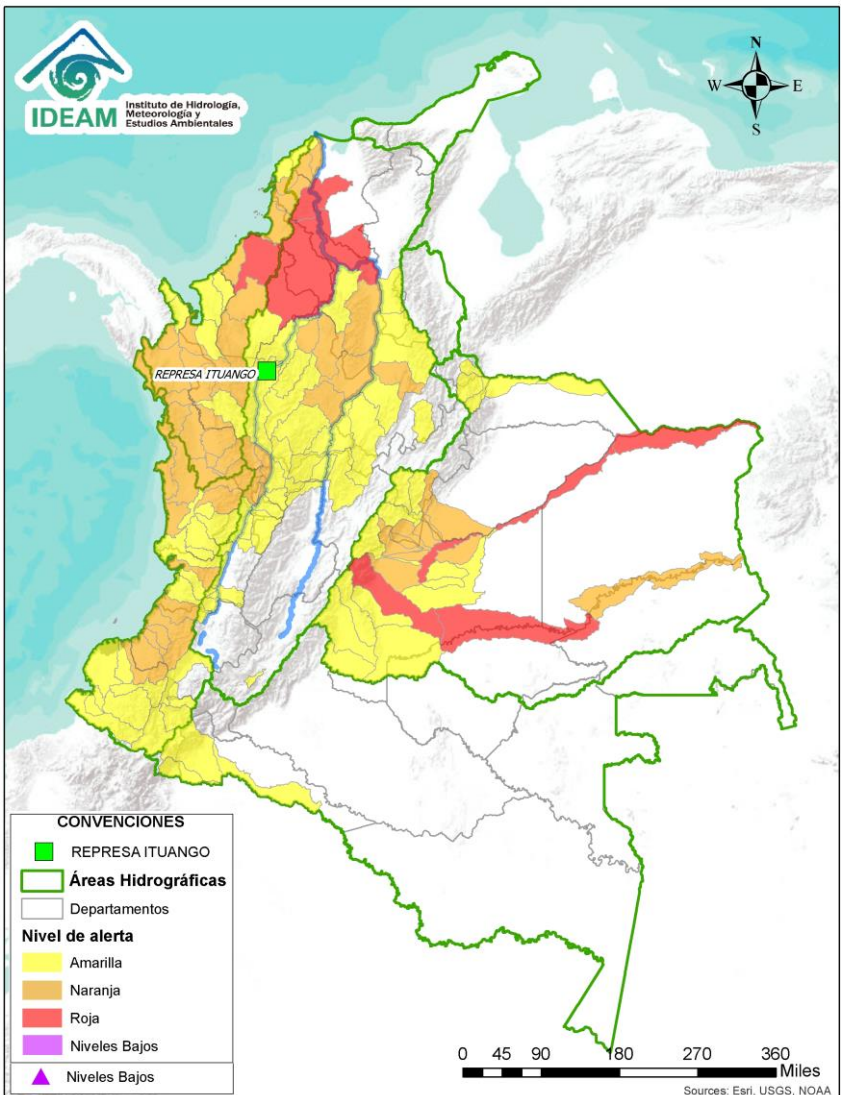 IDEAM
Instituto de Hidrología,
Meteorología y
Estudios Ambientales
N
W
E
S
REPRESA ITUANGO
CONVENCIONES
REPRESA ITUANGO
Áreas Hidrográficas
Departamentos
Nivel de alerta
Amarilla
Naranja
Roja
Niveles Bajos
Niveles Bajos
0 45 90 180 270 360
Miles
Sources: Esri, USGS, NOAA